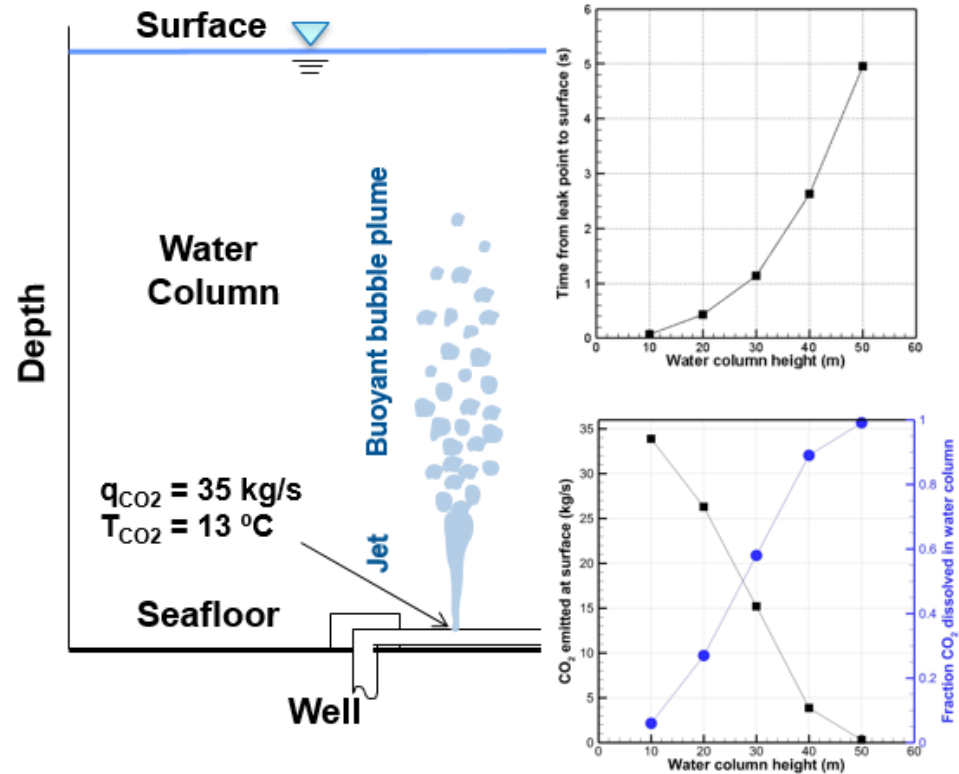 Surface
Depth
Water
Column
Buoyant bubble plume
Jet
qCO2 = 35 kg/s
TCO2 = 13 ºC
Seafloor
Well
Time from leak point to surface (s)
6
5
4
3
2
1
0
0 10 20 30 40 50 60
Water column height (m)
CO2 emitted at surface (kg/s)
35
30
25
20
15
10
5
0
0 10 20 30 40 50 60
Water column height (m)
1
0.8
0.6
0.4
0.2
0
Fraction CO2 dissolved in water column